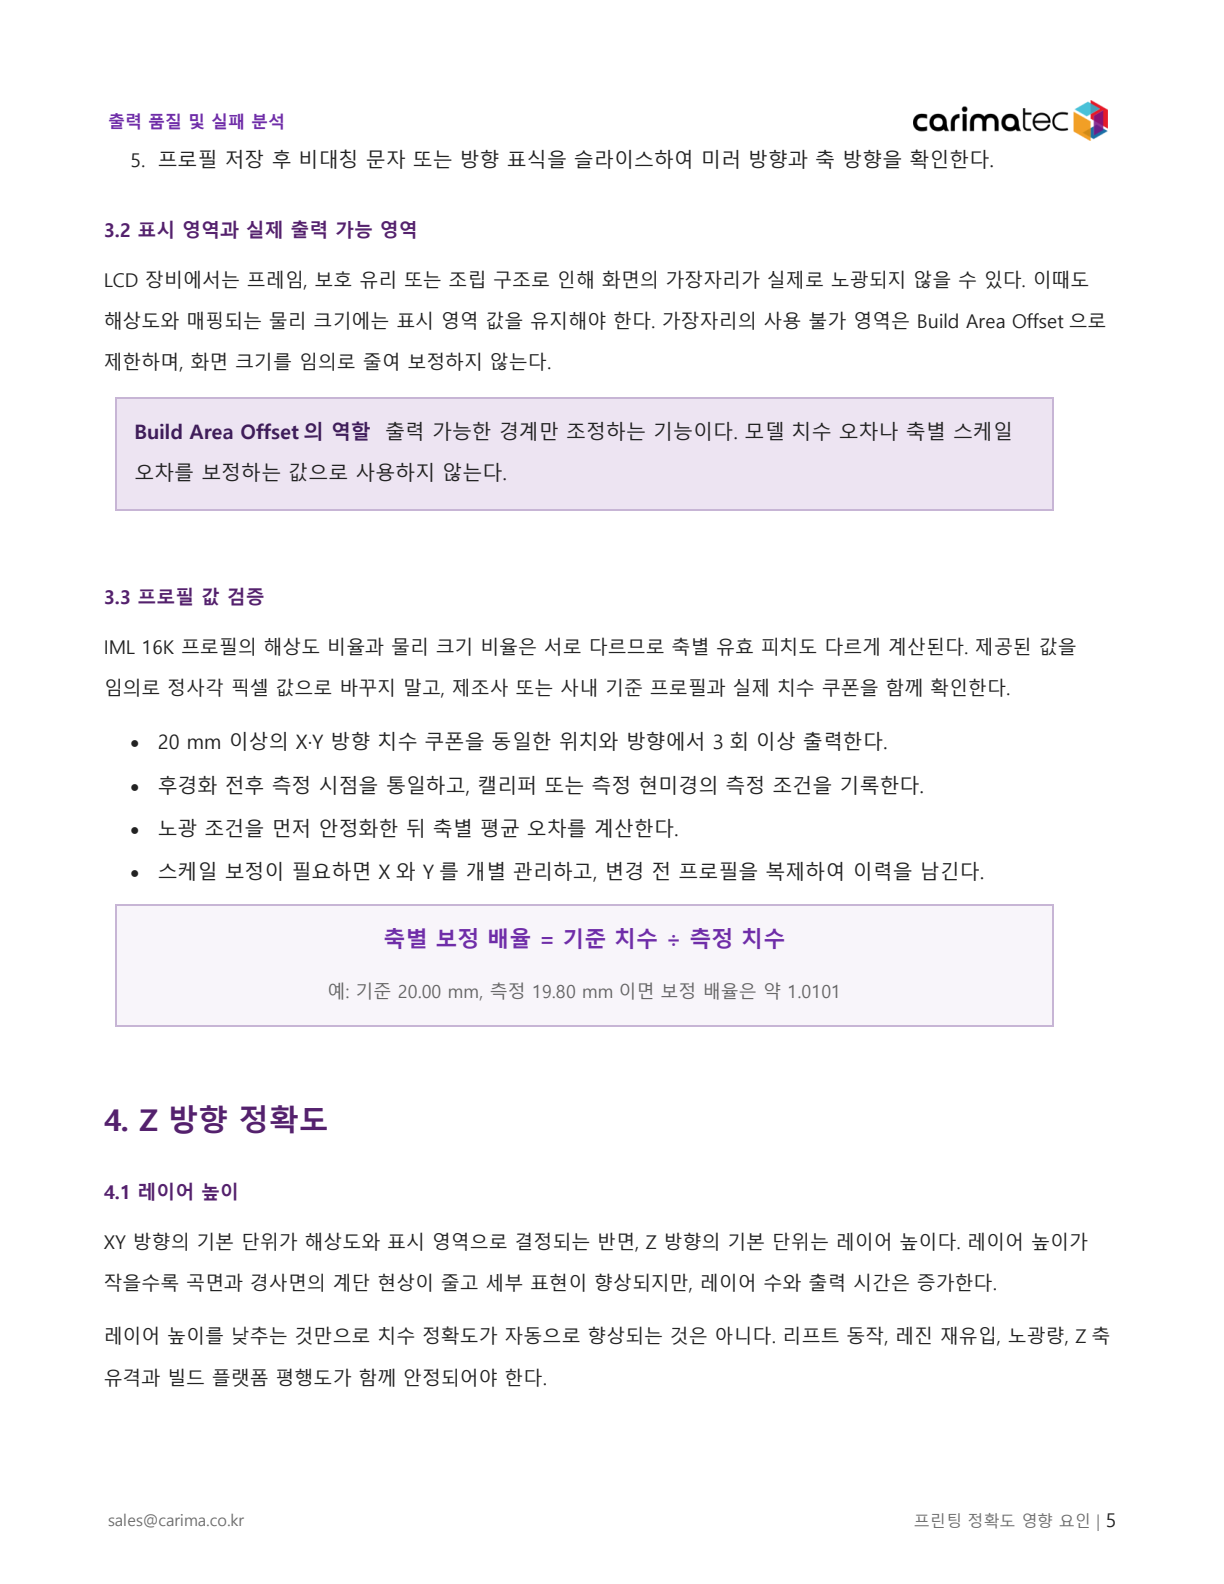 출력 품질 및 실패 분석
carimatec
5. 프로필 저장 후 비대칭 문자 또는 방향 표식을 슬라이스하여 미러 방향과 축 방향을 확인한다.
3.2 표시 영역과 실제 출력 가능 영역
LCD 장비에서는 프레임, 보호 유리 또는 조립 구조로 인해 화면의 가장자리가 실제로 노광되지 않을 수 있다. 이때도
해상도와 매핑되는 물리 크기에는 표시 영역 값을 유지해야 한다. 가장자리의 사용 불가 영역은 Build Area Offset 으로
제한하며, 화면 크기를 임의로 줄여 보정하지 않는다.
Build Area Offset 의 역할 출력 가능한 경계만 조정하는 기능이다. 모델 치수 오차나 축별 스케일
오차를 보정하는 값으로 사용하지 않는다.
3.3 프로필 값 검증
IML 16K 프로필의 해상도 비율과 물리 크기 비율은 서로 다르므로 축별 유효 피치도 다르게 계산된다. 제공된 값을
임의로 정사각 픽셀 값으로 바꾸지 말고, 제조사 또는 사내 기준 프로필과 실제 치수 쿠폰을 함께 확인한다.
• 20 mm 이상의 X·Y 방향 치수 쿠폰을 동일한 위치와 방향에서 3 회 이상 출력한다.
• 후경화 전후 측정 시점을 통일하고, 캘리퍼 또는 측정 현미경의 측정 조건을 기록한다.
• 노광 조건을 먼저 안정화한 뒤 축별 평균 오차를 계산한다.
• 스케일 보정이 필요하면 X 와 Y 를 개별 관리하고, 변경 전 프로필을 복제하여 이력을 남긴다.
축별 보정 배율 = 기준 치수 ÷ 측정 치수
예: 기준 20.00 mm, 측정 19.80 mm 이면 보정 배율은 약 1.0101
4. Z 방향 정확도
4.1 레이어 높이
XY 방향의 기본 단위가 해상도와 표시 영역으로 결정되는 반면, Z 방향의 기본 단위는 레이어 높이다. 레이어 높이가
작을수록 곡면과 경사면의 계단 현상이 줄고 세부 표현이 향상되지만, 레이어 수와 출력 시간은 증가한다.
레이어 높이를 낮추는 것만으로 치수 정확도가 자동으로 향상되는 것은 아니다. 리프트 동작, 레진 재유입, 노광량, Z 축
유격과 빌드 플랫폼 평행도가 함께 안정되어야 한다.
sales@carima.co.kr
프린팅 정확도 영향 요인 | 5